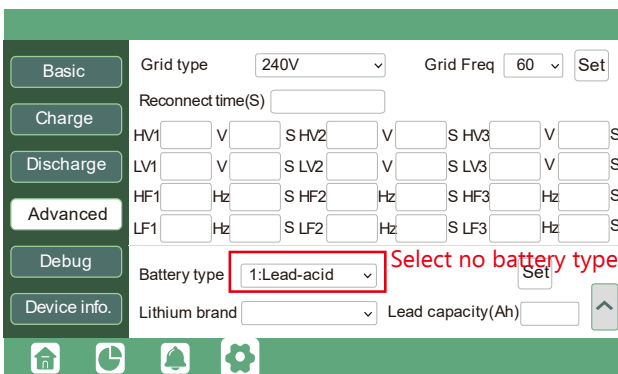 Basic
Charge
Discharge
Advanced
Debug
Device info.
Grid type 240V Grid Freq 60 Set
Reconnect time(S)
HV1 V S HV2 V S HV3 V S
LV1 V S LV2 V S LV3 V S
HF1 Hz S HF2 Hz S HF3 Hz S
LF1 Hz S LF2 Hz S LF3 Hz S
Select no battery type
Battery type 1:Lead-acid Set
Lithium brand Lead capacity(Ah)